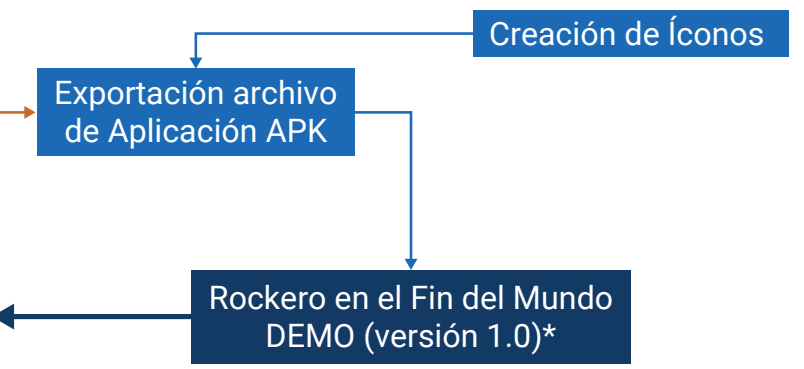 Creación de Íconos
Exportación archivo
de Aplicación APK
Rockero en el Fin del Mundo
DEMO (versión 1.0)*